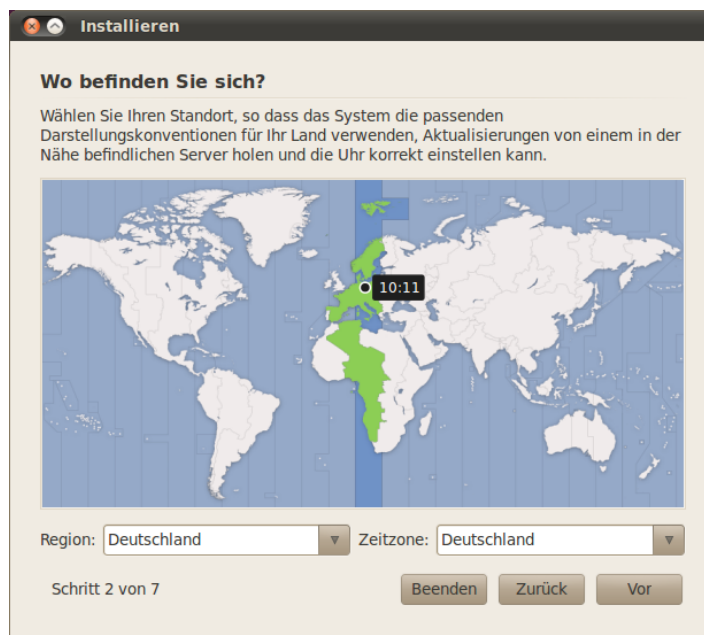 Installieren
Wo befinden Sie sich?
Wählen Sie Ihren Standort, so dass das System die passenden
Darstellungskonventionen für Ihr Land verwenden, Aktualisierungen von einem in der
Nähe befindlichen Server holen und die Uhr korrekt einstellen kann.
10:11
Region: Deutschland Zeitzone: Deutschland
Schritt 2 von 7 Beenden Zurück Vor